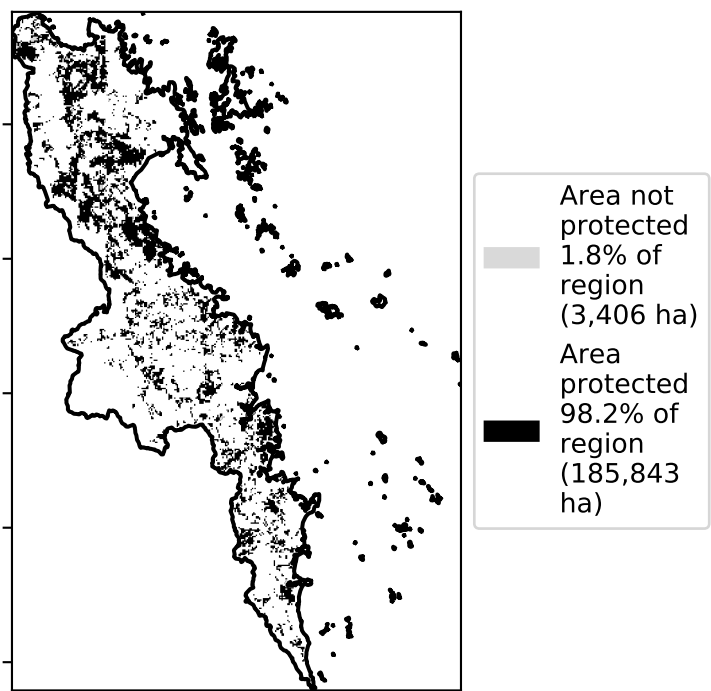 Area not
protected
1.8% of
region
(3,406 ha)
Area
protected
98.2% of
region
(185,843
ha)